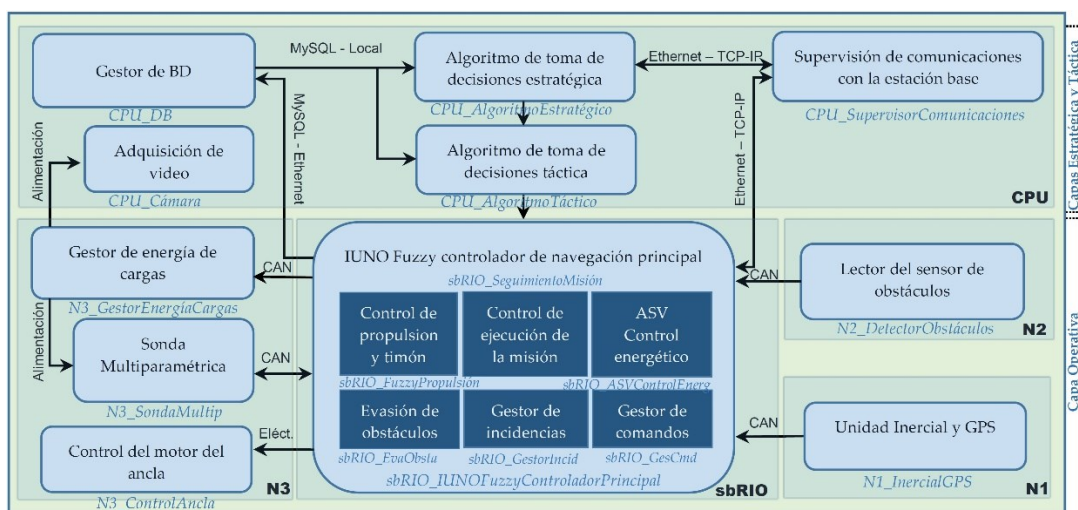 MySQL - Local
Gestor de BD
CPU_DB
Algoritmo de toma de
decisiones estratégica
CPU_AlgoritmoEstratégico
Ethernet – TCP-IP
Supervisión de comunicaciones
con la estación base
CPU_SupervisorComunicaciones
Alimentación
Adquisición de
video
CPU_Cámara
MySQL - Ethernet
Algoritmo de toma de
decisiones táctica
CPU_AlgoritmoTáctico
Ethernet – TCP-IP
CPU
Capas Estratégica y Táctica
Gestor de energía de
cargas
N3_GestorEnergíaCargas
CAN
Alimentación
Sonda
Multiparamétrica
N3_SondaMultip
CAN
Control del motor del
ancla
N3_ControlAncla
Eléct.
N3
IUNO Fuzzy controlador de navegación principal
sbRIO_SeguimientoMisión
Control de
propulsion
y timón
sbRIO_FuzzyPropulsión
Control de
ejecución de
la misión
ASV
Control
energético
sbRIO_ASVControlEnerg
Evasión de
obstáculos
sbRIO_EvaObsta
Gestor de
incidencias
sbRIO_GestorIncid
Gestor de
comandos
sbRIO_GesCmd
sbRIO_IUNOFuzzyControladorPrincipal
sbRIO
CAN
Lector del sensor de
obstáculos
N2_DetectorObstáculos
N2
CAN
Unidad Inercial y GPS
N1_InercialGPS
N1
Capa Operativa